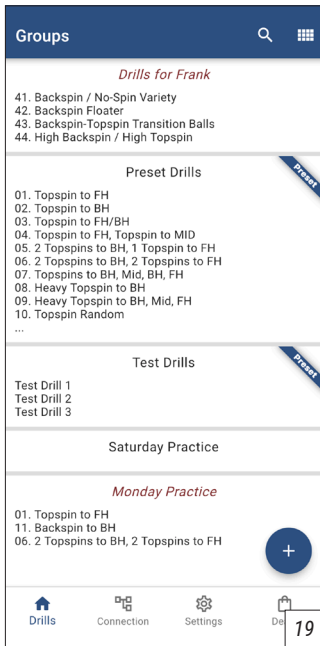 Groups
Drills for Frank
41. Backspin / No-Spin Variety
42. Backspin Floater
43. Backspin-Topspin Transition Balls
44. High Backspin / High Topspin
Preset Drills
Preset
01. Topspin to FH
02. Topspin to BH
03. Topspin to FH/BH
04. Topspin to FH, Topspin to MID
05. 2 Topspins to BH, 1 Topspin to FH
06. 2 Topspins to BH, 2 Topspins to FH
07. Topspins to BH, Mid, BH, FH
08. Heavy Topspin to BH
09. Heavy Topspin to BH, Mid, FH
10. Topspin Random
...
Test Drills
Preset
Test Drill 1
Test Drill 2
Test Drill 3
Saturday Practice
Monday Practice
01. Topspin to FH
11. Backspin to BH
06. 2 Topspins to BH, 2 Topspins to FH
+
Drills Connection Settings
19